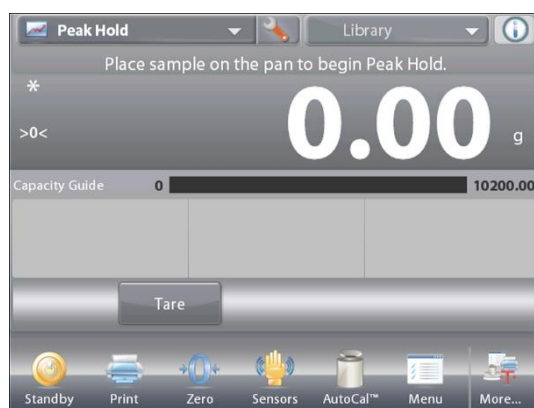 Peak Hold Library
Place sample on the pan to begin Peak Hold.
*
>0<
0.00 g
Capacity Guide 0 10200.00
Tare
Standby Print Zero Sensors AutoCal™ Menu More...